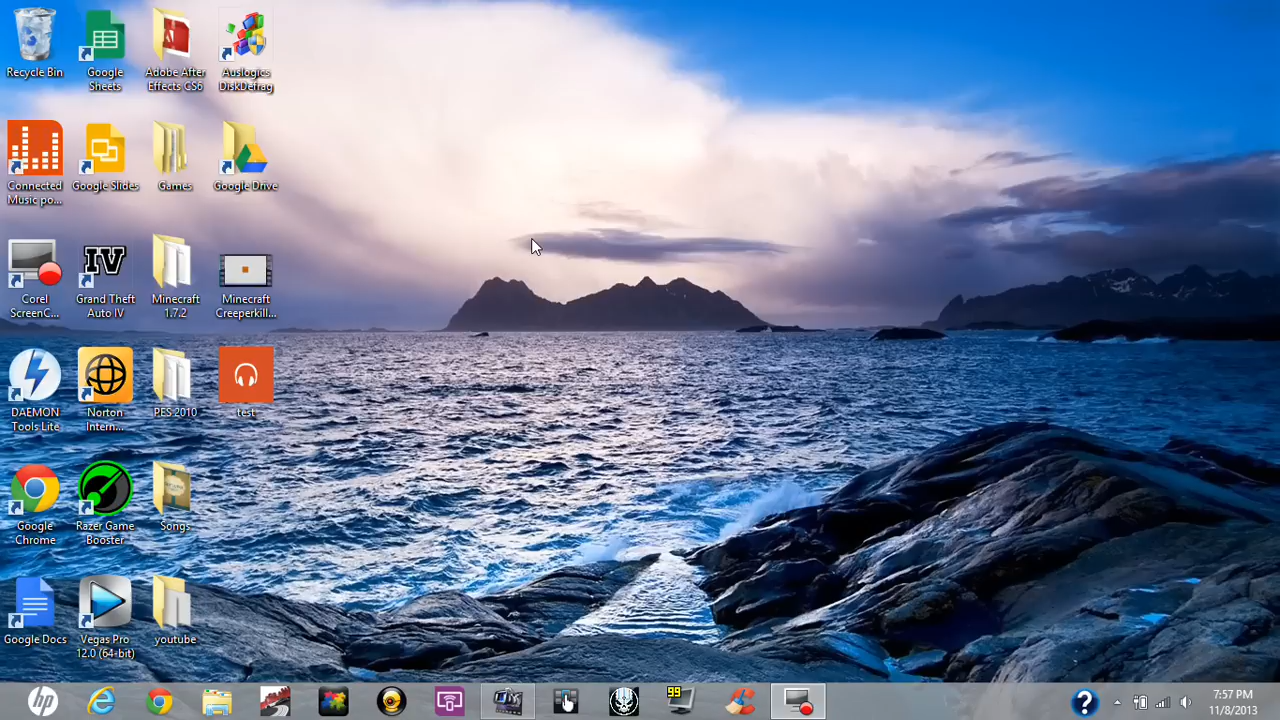 Recycle Bin
Google
Sheets
Adobe After
Effects CS6
Auslogics
DiskDefrag
Connected
Music po...
Google Slides
Games
Google Drive
Corel
ScreenC...
IV
Grand Theft
Auto IV
Minecraft
1.7.2
Minecraft
Creeperkill...
DAEMON
Tools Lite
Norton
Intern...
PES 2010
test
Google
Chrome
Razer Game
Booster
Songs
Google Docs
Vegas Pro
12.0 (64-bit)
youtube
hp
99
?
7:57 PM
11/8/2013